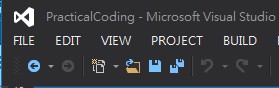 PracticalCoding - Microsoft Visual Studio
FILE EDIT VIEW PROJECT BUILD